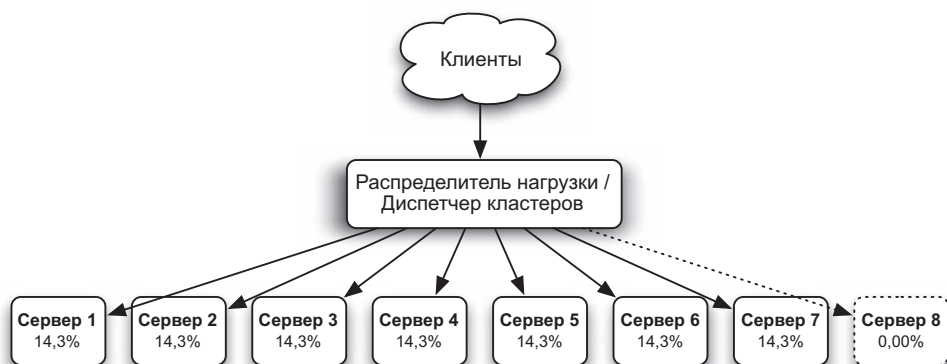 Клиенты
Распределитель нагрузки /
Диспетчер кластеров
Сервер 1
14,3%
Сервер 2
14,3%
Сервер 3
14,3%
Сервер 4
14,3%
Сервер 5
14,3%
Сервер 6
14,3%
Сервер 7
14,3%
Сервер 8
0,00%